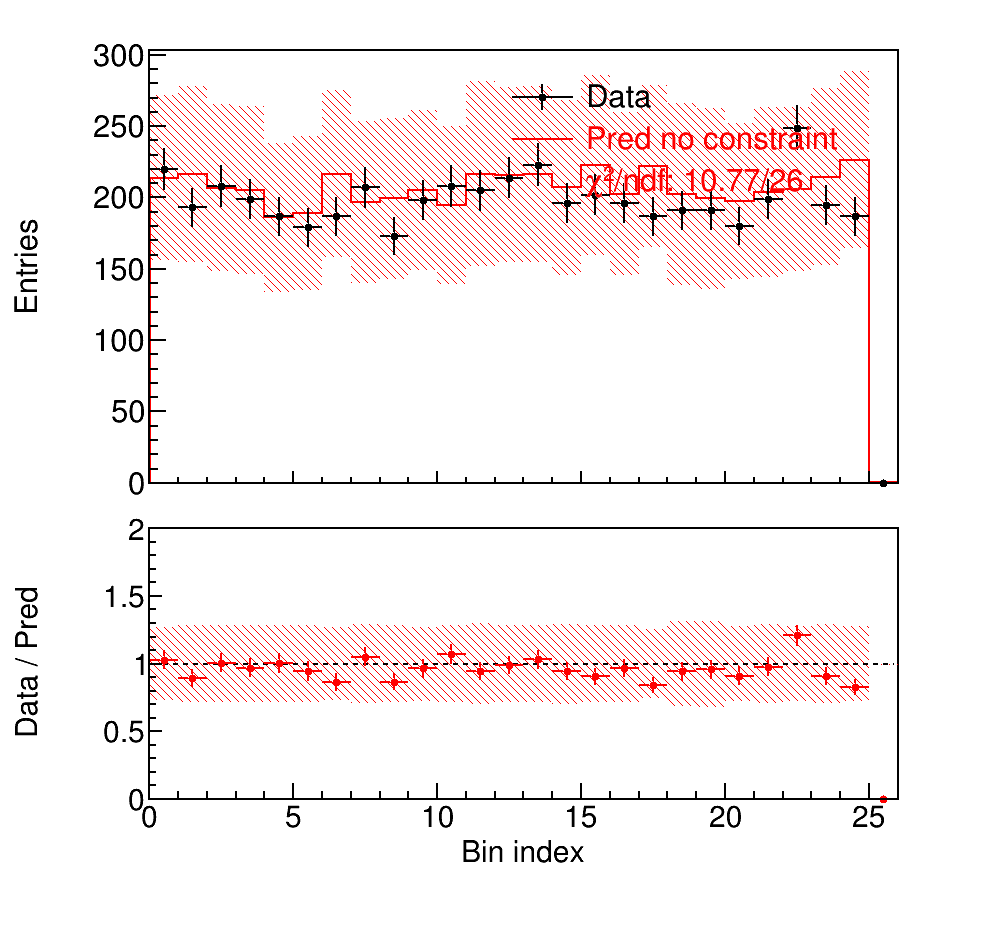 300
250
200
150
100
50
0
Entries
Data
Pred no constraint
χ²/ndf: 10.77/26
2
1.5
1
0.5
0
Data / Pred
0 5 10 15 20 25
Bin index